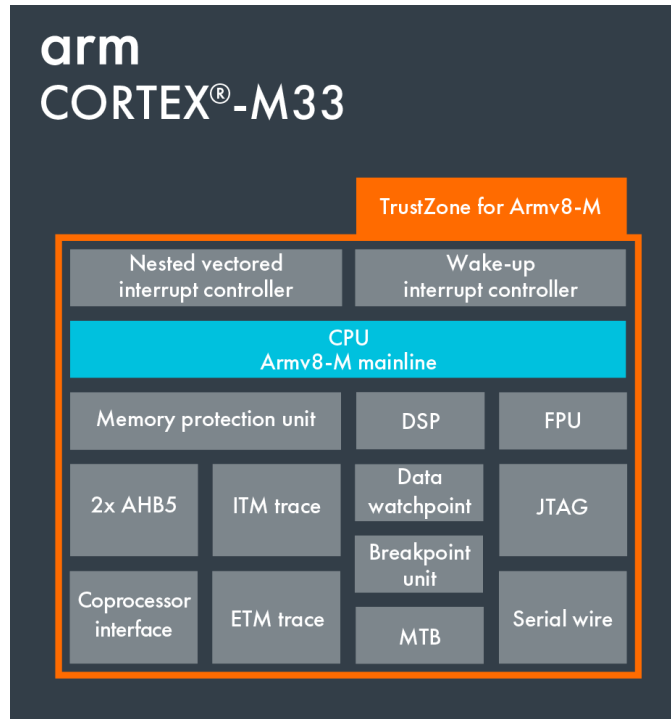 arm
CORTEX®-M33
TrustZone for Armv8-M
Nested vectored
interrupt controller
Wake-up
interrupt controller
CPU
Armv8-M mainline
Memory protection unit
DSP
FPU
2x AHB5
ITM trace
Data
watchpoint
JTAG
Breakpoint
unit
Coprocessor
interface
ETM trace
MTB
Serial wire